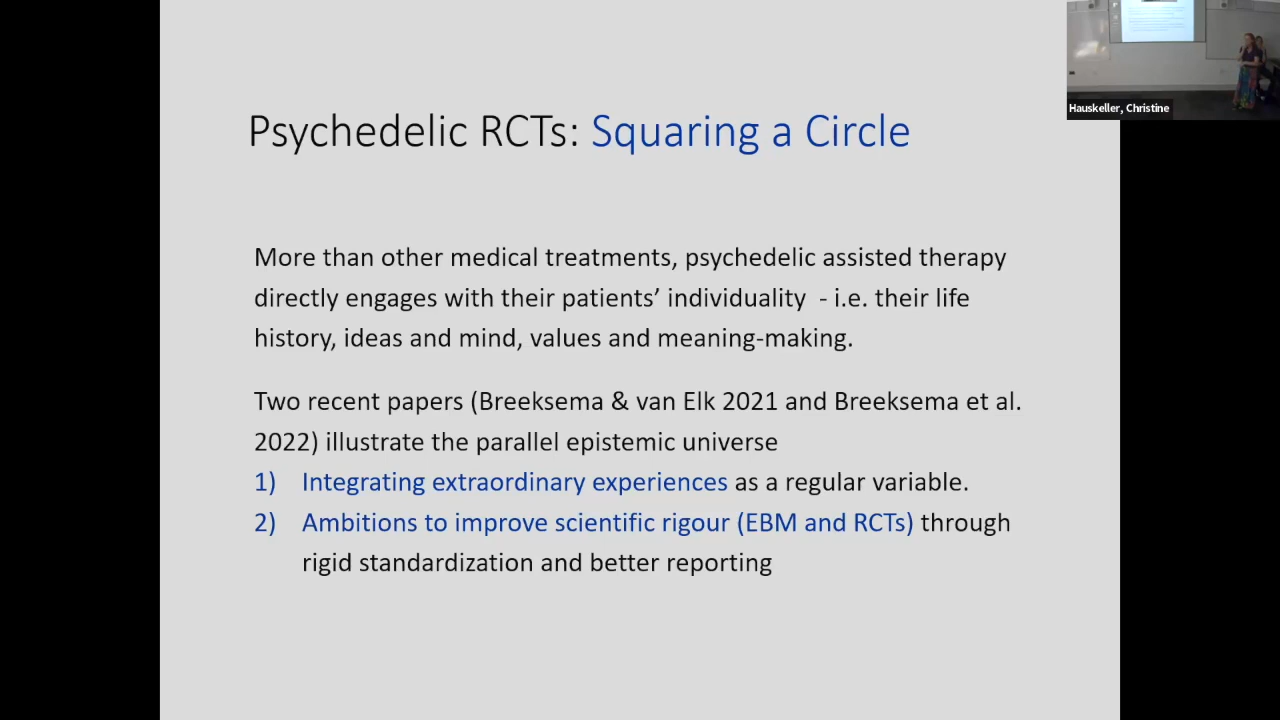 Hauskeller, Christine
Psychedelic RCTs: Squaring a Circle
More than other medical treatments, psychedelic assisted therapy
directly engages with their patients’ individuality  - i.e. their life
history, ideas and mind, values and meaning-making.
Two recent papers (Breeksema & van Elk 2021 and Breeksema et al.
2022) illustrate the parallel epistemic universe
1) Integrating extraordinary experiences as a regular variable.
2) Ambitions to improve scientific rigour (EBM and RCTs) through
rigid standardization and better reporting